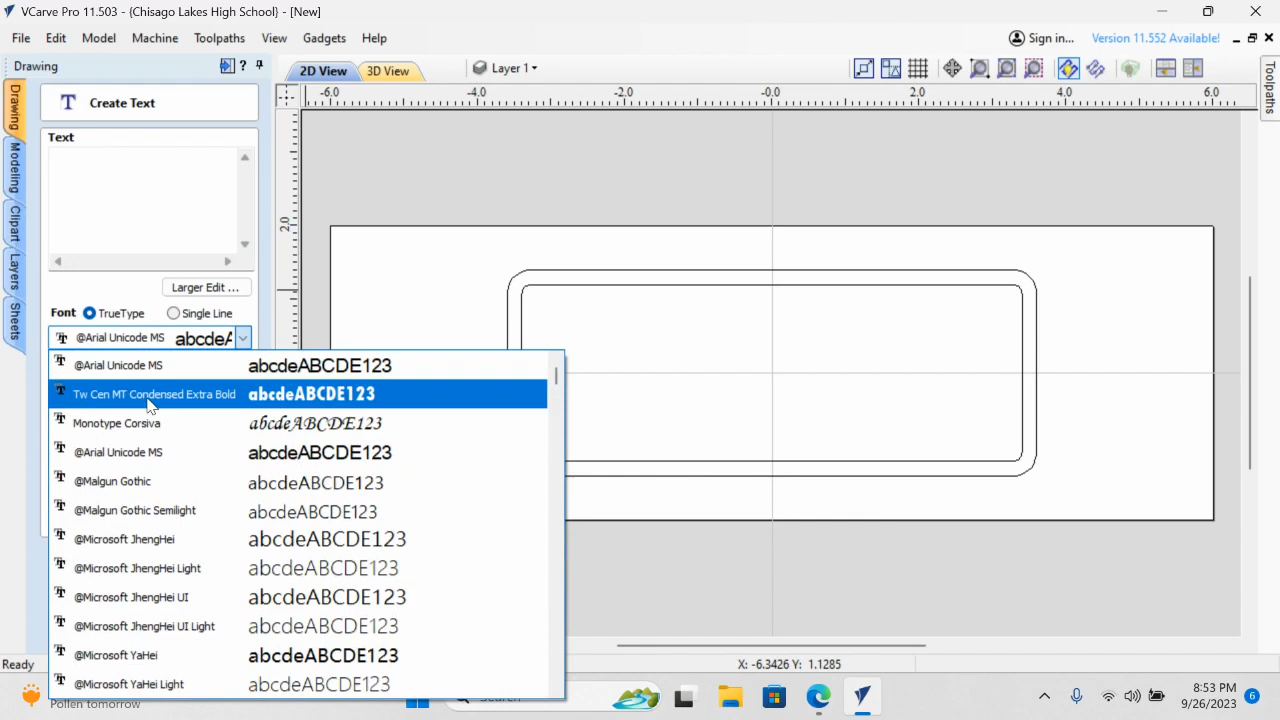 VCarve Pro 11.503 - {Chisago Lakes High School} - [New]
File Edit Model Machine Toolpaths View Gadgets Help
Sign in... Version 11.552 Available!
Drawing ?
2D View 3D View Layer 1
Create Text
-6.0 -4.0 -2.0 -0.0 2.0 4.0 6.0
2.0
Toolpaths
Drawing
Modeling
Clipart
Layers
Sheets
Text
Larger Edit ...
Font TrueType Single Line
@Arial Unicode MS abcdeA
@Arial Unicode MS abcdeABCDE123
Tw Cen MT Condensed Extra Bold abcdeABCDE123
Monotype Corsiva abcdeABCDE123
@Arial Unicode MS abcdeABCDE123
@Malgun Gothic abcdeABCDE123
@Malgun Gothic Semilight abcdeABCDE123
@Microsoft JhengHei abcdeABCDE123
@Microsoft JhengHei Light abcdeABCDE123
@Microsoft JhengHei UI abcdeABCDE123
@Microsoft JhengHei UI Light abcdeABCDE123
@Microsoft YaHei abcdeABCDE123
@Microsoft YaHei Light abcdeABCDE123
Ready X: -6.3426 Y: 1.1285
Pollen tomorrow
Search
8:53 PM
9/26/2023
6